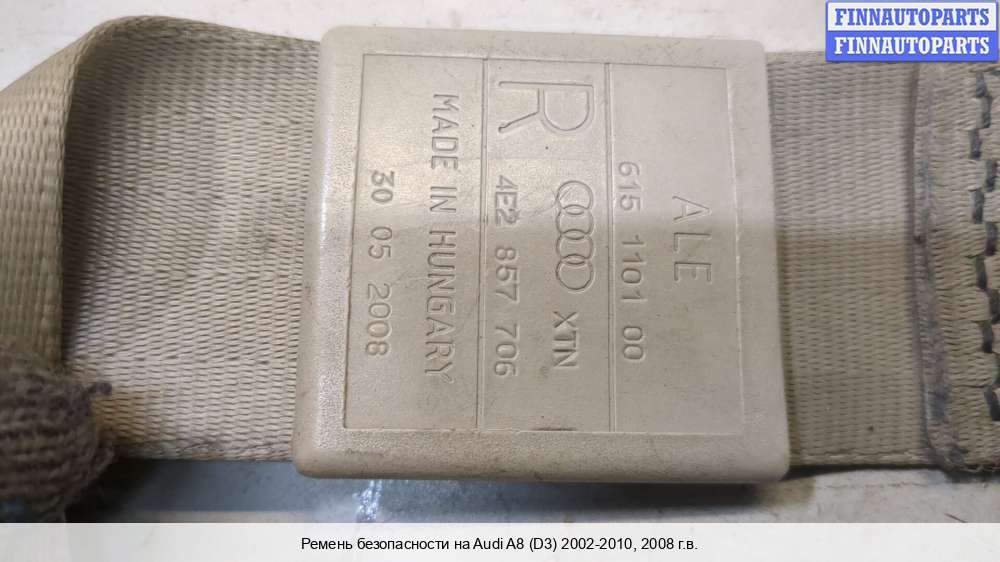 FINNAUTOPARTS
FINNAUTOPARTS
ALE
615 1101 00
R XTN
4E2 857 706
MADE IN HUNGARY
30 05 2008
Ремень безопасности на Audi A8 (D3) 2002-2010, 2008 г.в.